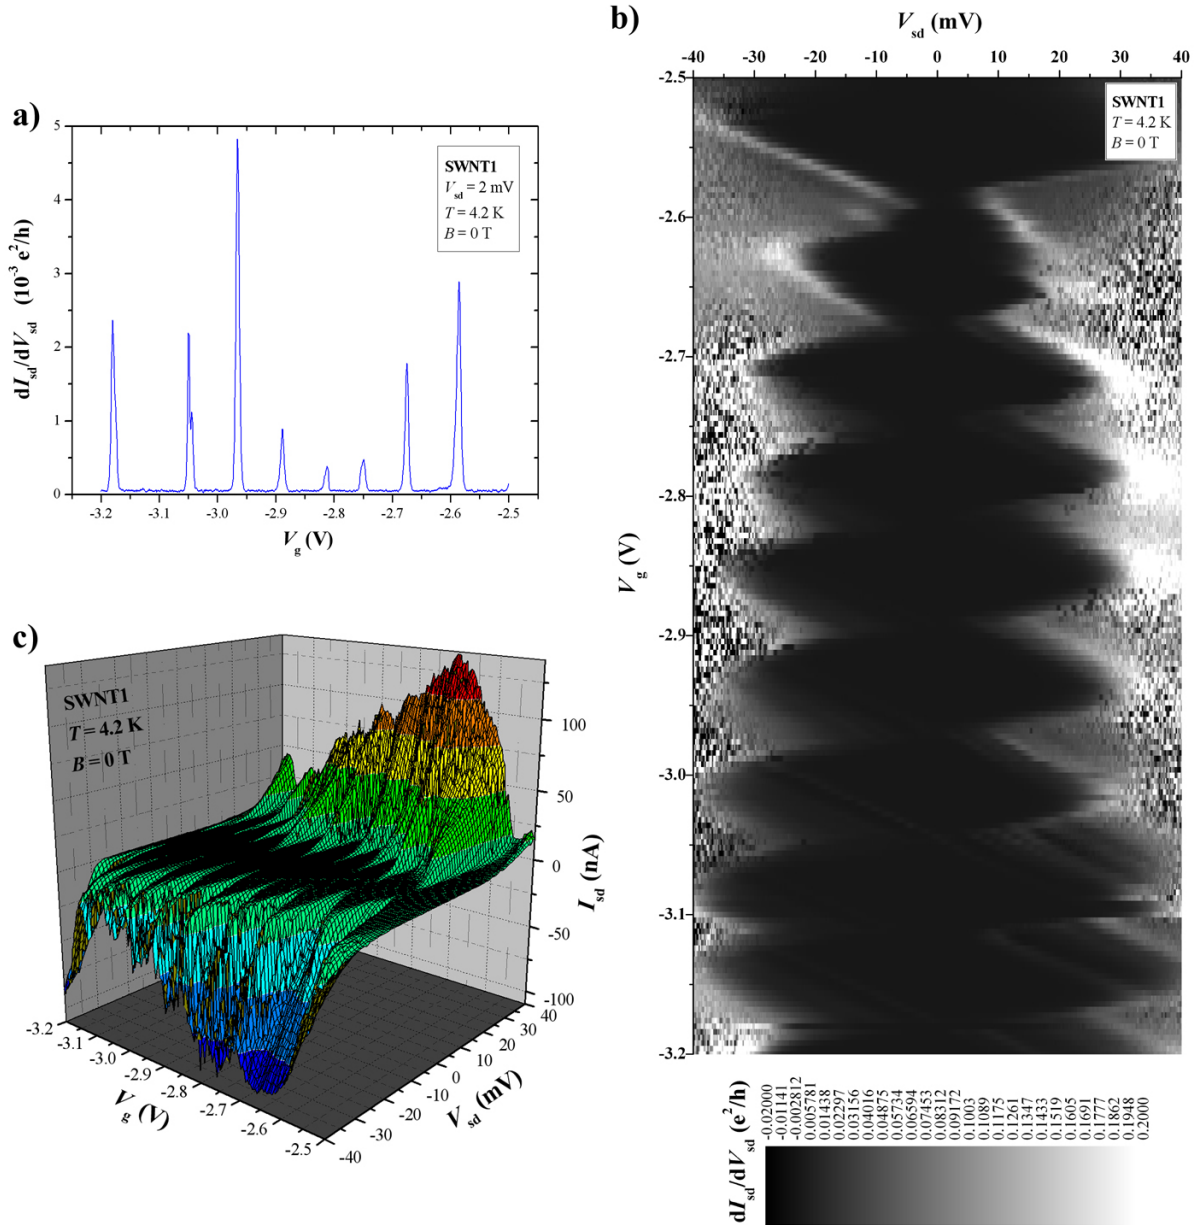 a)
5
4
3
2
1
0
dI_sd/dV_sd (10^-3 e^2/h)
SWNT1
V_sd = 2 mV
T = 4.2 K
B = 0 T
-3.2 -3.1 -3.0 -2.9 -2.8 -2.7 -2.6 -2.5
V_g (V)
b)
V_sd (mV)
-40 -30 -20 -10 0 10 20 30 40
SWNT1
T = 4.2 K
B = 0 T
-2.5
-2.6
-2.7
-2.8
-2.9
-3.0
-3.1
-3.2
V_g (V)
c)
SWNT1
T = 4.2 K
B = 0 T
100
50
0
-50
-100
I_sd (nA)
-3.2
-3.1
-3.0
-2.9
-2.8
-2.7
-2.6
-2.5
V_g (V)
40
30
20
10
0
-10
-20
-30
-40
V_sd (mV)
dI_sd/dV_sd (e^2/h)
-0.02000
-0.01141
-0.002812
0.005781
0.01438
0.02297
0.03156
0.04016
0.04875
0.05734
0.06594
0.07453
0.08312
0.09172
0.1003
0.1089
0.1175
0.1261
0.1347
0.1433
0.1519
0.1605
0.1691
0.1777
0.1862
0.1948
0.2000